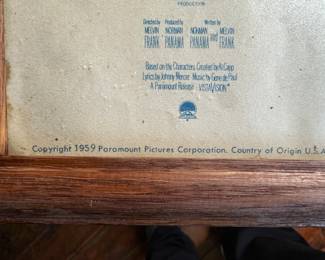 PRODUCTION
Directed by MELVIN FRANK · Produced by NORMAN PANAMA · Written by NORMAN PANAMA and MELVIN FRANK
Based on the Characters Created by Al Capp
Lyrics by Johnny Mercer Music by Gene de Paul
A Paramount Release VISTAVISION®
Copyright 1959 Paramount Pictures Corporation. Country of Origin U.S.A